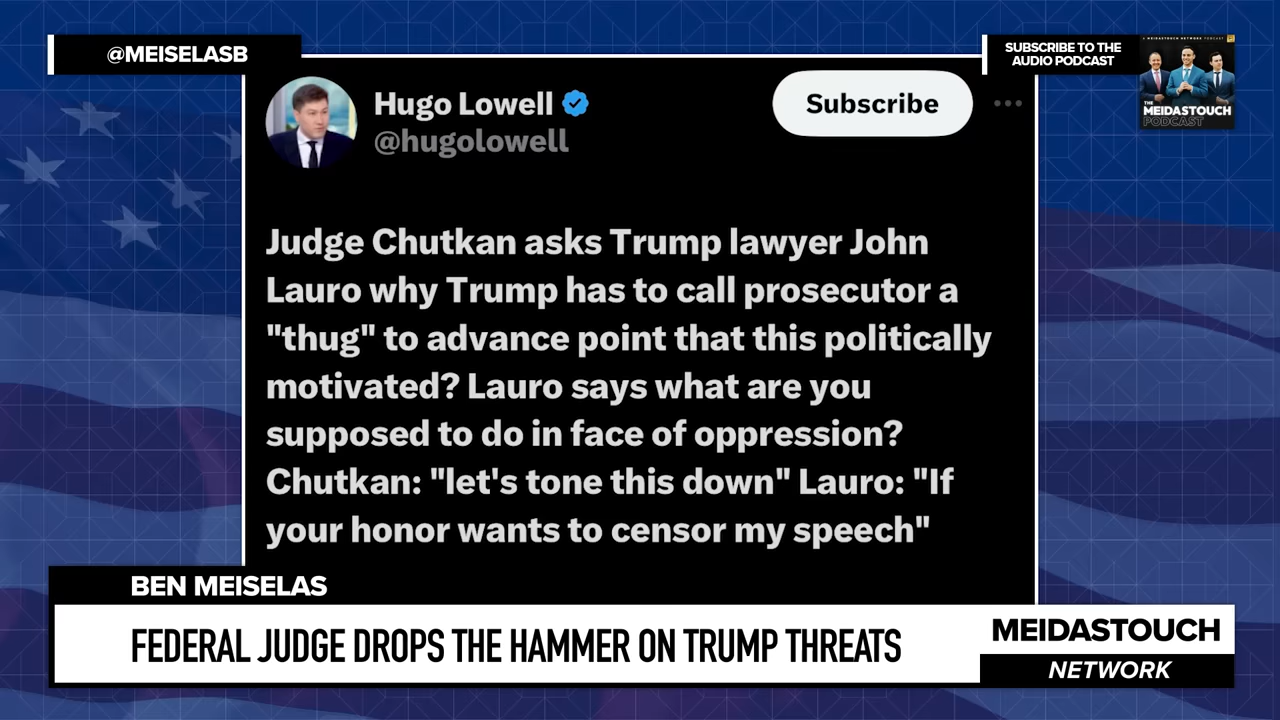 @MEISELASB
SUBSCRIBE TO THE
AUDIO PODCAST
THE
MEIDASTOUCH
PODCAST
Hugo Lowell
@hugolowell
Subscribe
Judge Chutkan asks Trump lawyer John
Lauro why Trump has to call prosecutor a
"thug" to advance point that this politically
motivated? Lauro says what are you
supposed to do in face of oppression?
Chutkan: "let's tone this down" Lauro: "If
your honor wants to censor my speech"
BEN MEISELAS
FEDERAL JUDGE DROPS THE HAMMER ON TRUMP THREATS
MEIDASTOUCH
NETWORK